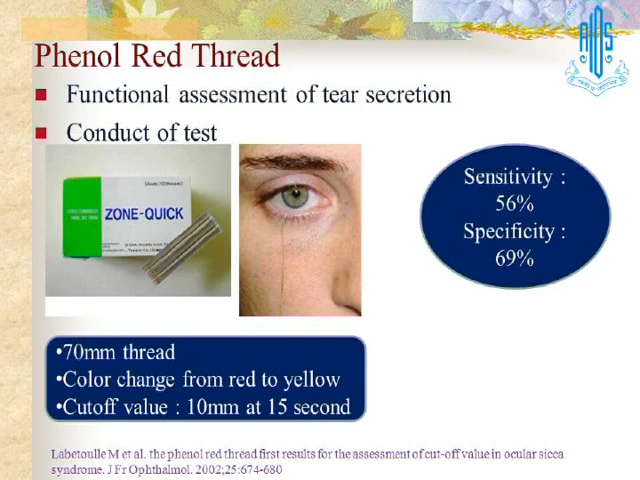 Phenol Red Thread
■ Functional assessment of tear secretion
■ Conduct of test
ZONE-QUICK
Sensitivity :
56%
Specificity :
69%
•70mm thread
•Color change from red to yellow
•Cutoff value : 10mm at 15 second
Labetoulle M et al. the phenol red thread first results for the assessment of cut-off value in ocular sicca
syndrome. J Fr Ophthalmol. 2002;25:674-680